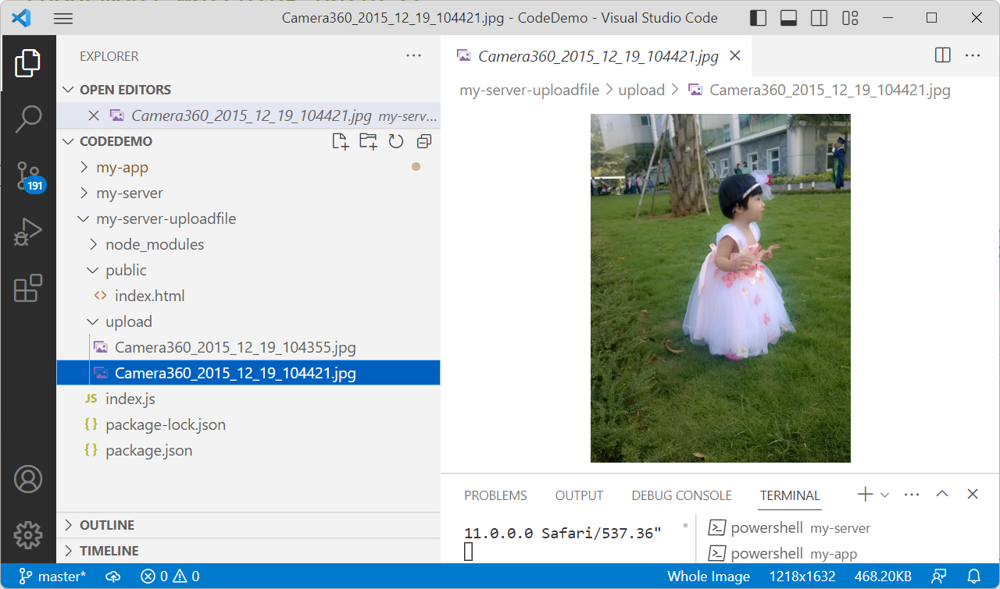 Camera360_2015_12_19_104421.jpg - CodeDemo - Visual Studio Code
EXPLORER
OPEN EDITORS
Camera360_2015_12_19_104421.jpg my-serv...
CODEDEMO
my-app
my-server
my-server-uploadfile
node_modules
public
index.html
upload
Camera360_2015_12_19_104355.jpg
Camera360_2015_12_19_104421.jpg
JS index.js
{} package-lock.json
{} package.json
OUTLINE
TIMELINE
191
Camera360_2015_12_19_104421.jpg
my-server-uploadfile > upload > Camera360_2015_12_19_104421.jpg
PROBLEMS OUTPUT DEBUG CONSOLE TERMINAL
11.0.0.0 Safari/537.36"
powershell my-server
powershell my-app
master* 0 0 Whole Image 1218x1632 468.20KB